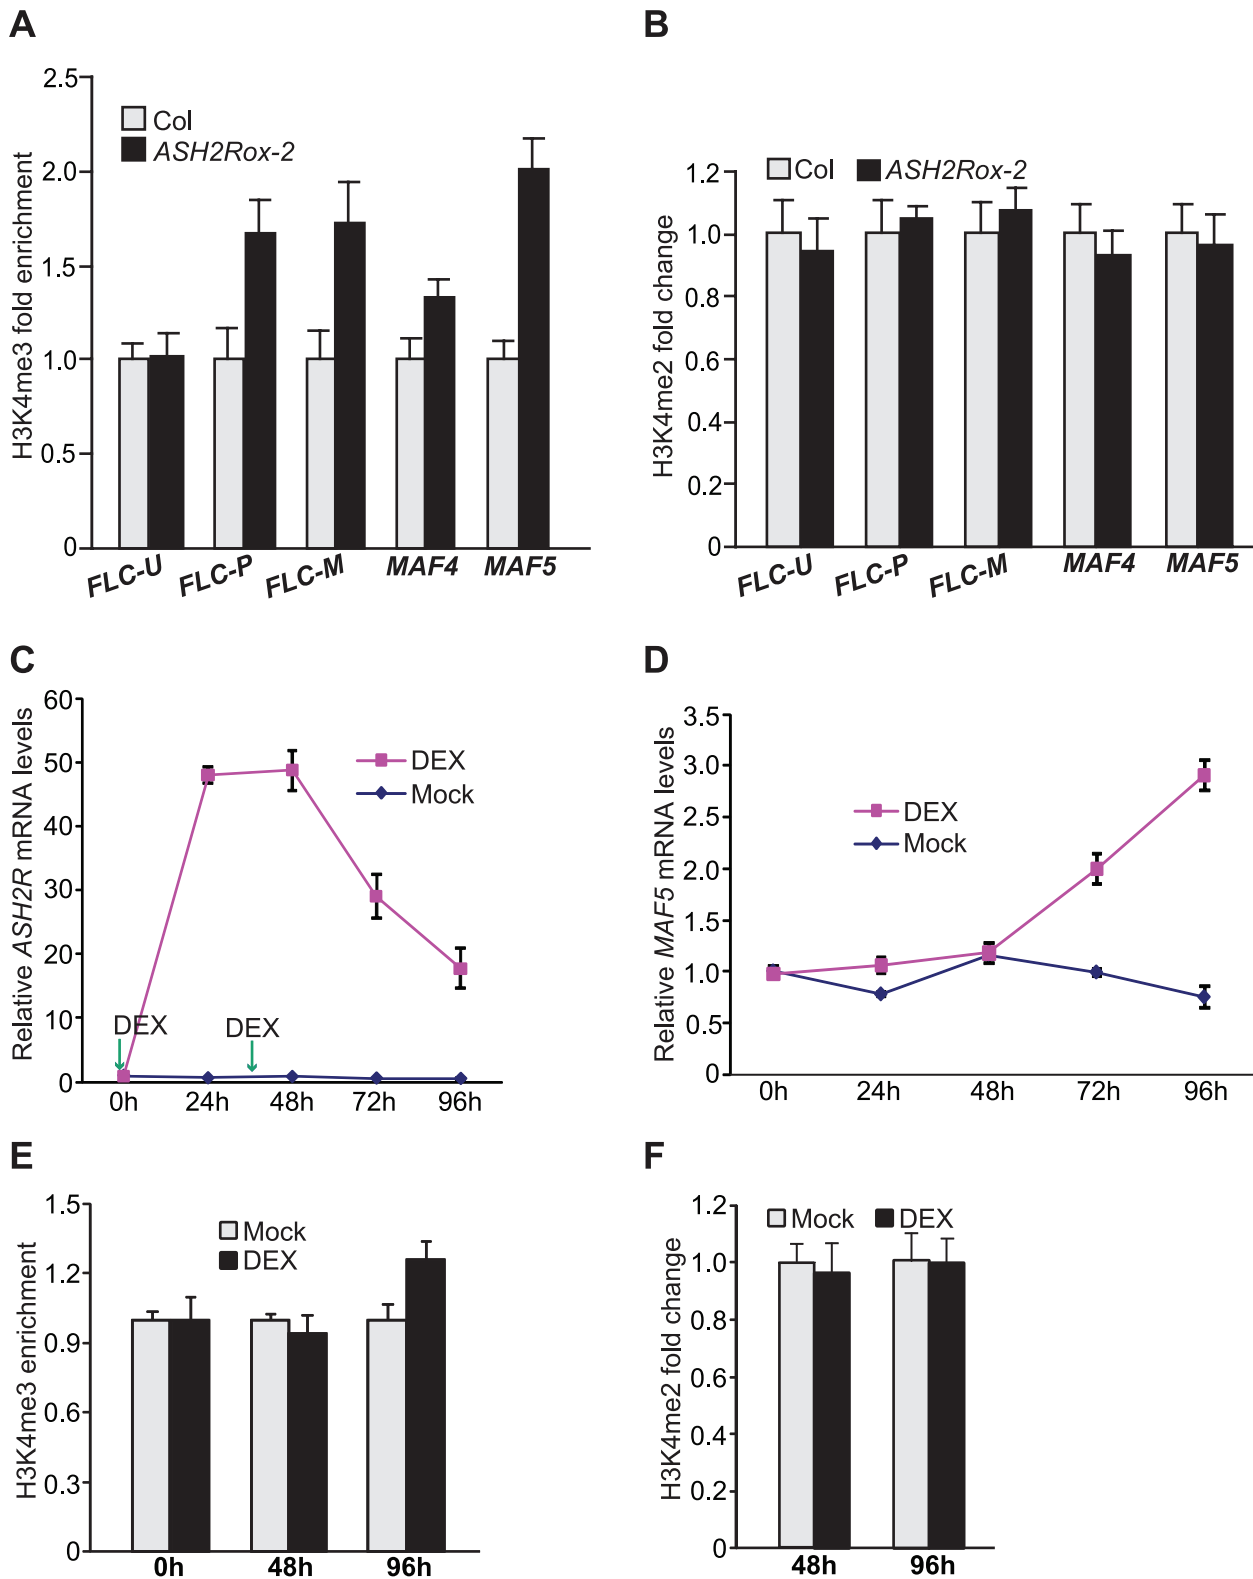 A
H3K4me3 fold enrichment
2.5
2.0
1.5
1.0
0.5
0
Col
ASH2Rox-2
FLC-U FLC-P FLC-M MAF4 MAF5
B
H3K4me2 fold change
1.2
1.0
0.8
0.6
0.4
0.2
0
Col ASH2Rox-2
FLC-U FLC-P FLC-M MAF4 MAF5
C
Relative ASH2R mRNA levels
60
50
40
30
20
10
0
DEX
Mock
DEX DEX
0h 24h 48h 72h 96h
D
Relative MAF5 mRNA levels
3.5
3.0
2.5
2.0
1.5
1.0
0.5
0
DEX
Mock
0h 24h 48h 72h 96h
E
H3K4me3 enrichment
1.5
1.2
0.9
0.6
0.3
0
Mock
DEX
0h 48h 96h
F
H3K4me2 fold change
1.2
1.0
0.8
0.6
0.4
0.2
0
Mock DEX
48h 96h